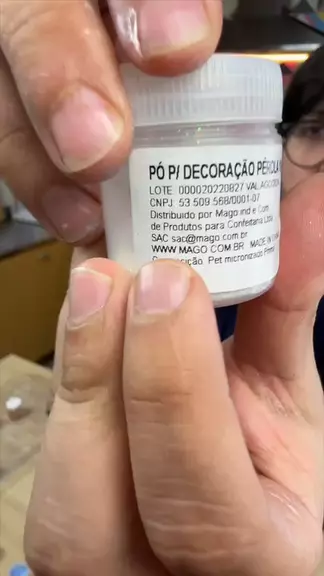 PÓ P/ DECORAÇÃO PÉROLA
LOTE 000020220827 VAL
CNPJ: 53 509 568/0001-07
Distribuido por Mago Ind e Com
de Produtos para Confeitaria Ltda
SAC sac@mago.com.br
WWW.MAGO.COM.BR MADE IN
Pet micronizado